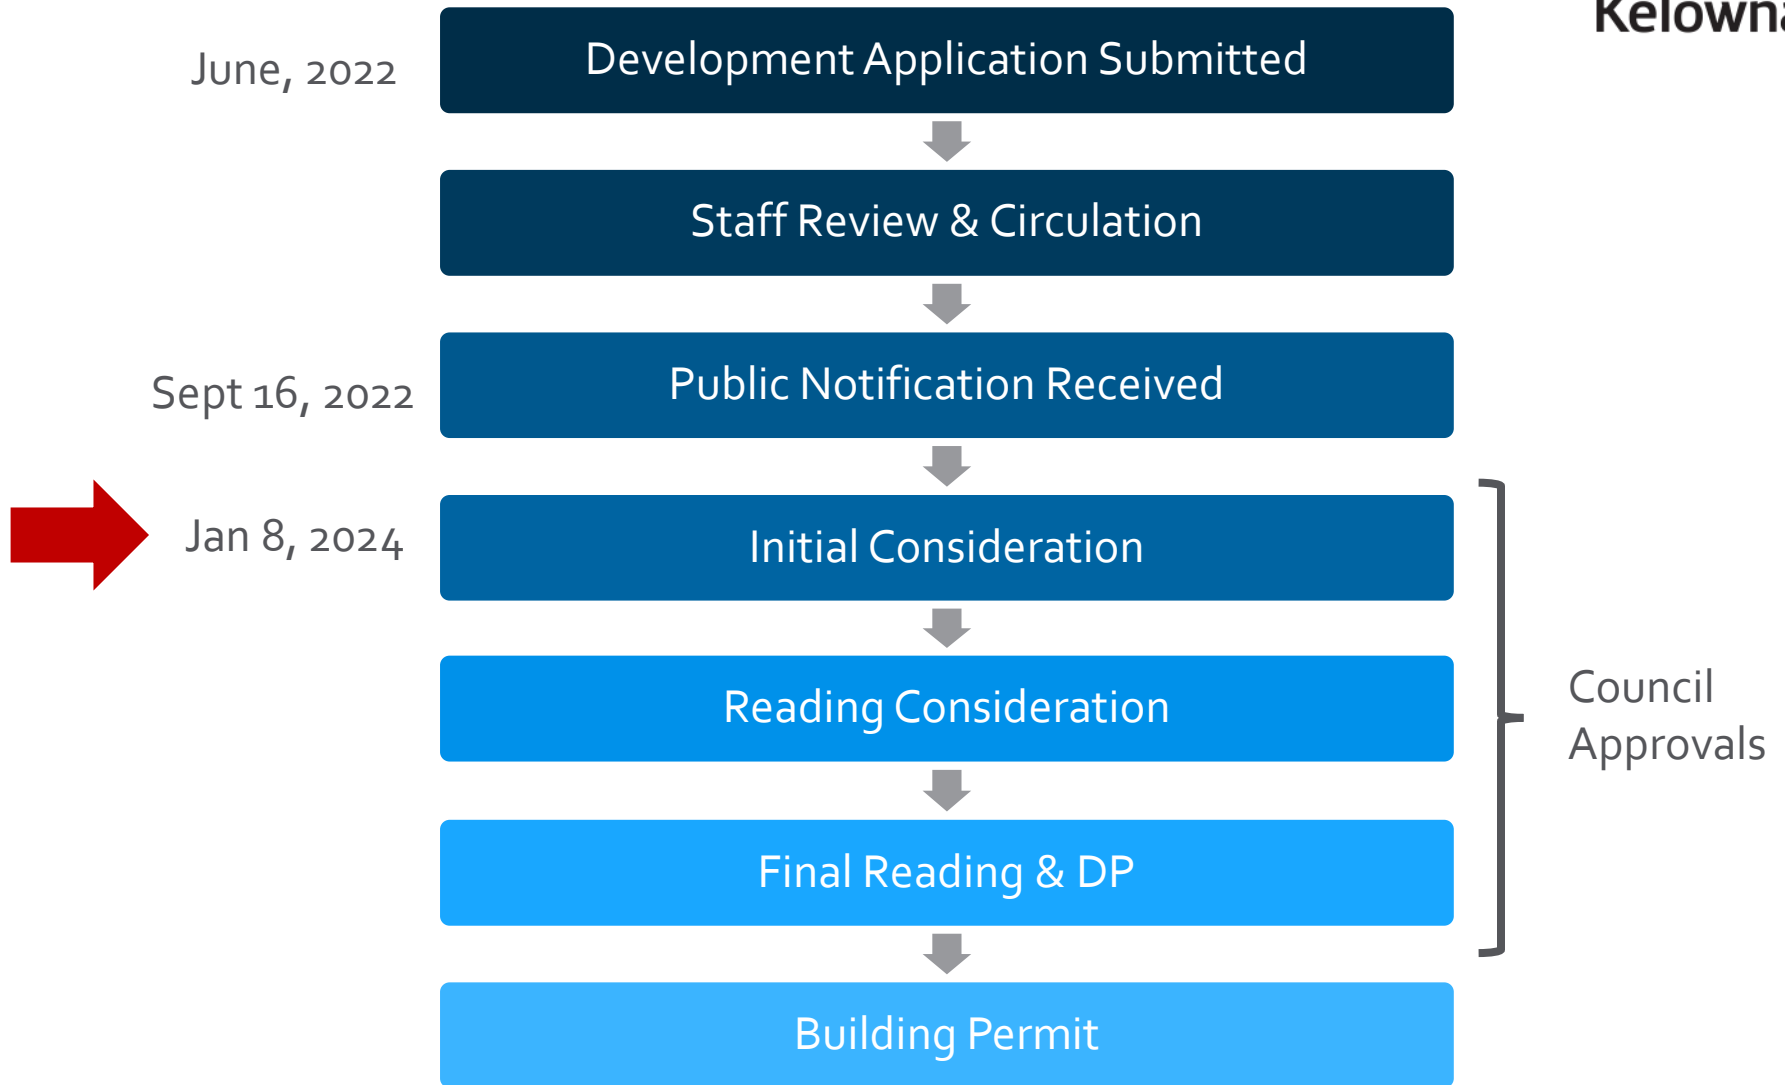 Kelowna
June, 2022
Development Application Submitted
Staff Review & Circulation
Sept 16, 2022
Public Notification Received
Jan 8, 2024
Initial Consideration
Reading Consideration
Council
Approvals
Final Reading & DP
Building Permit